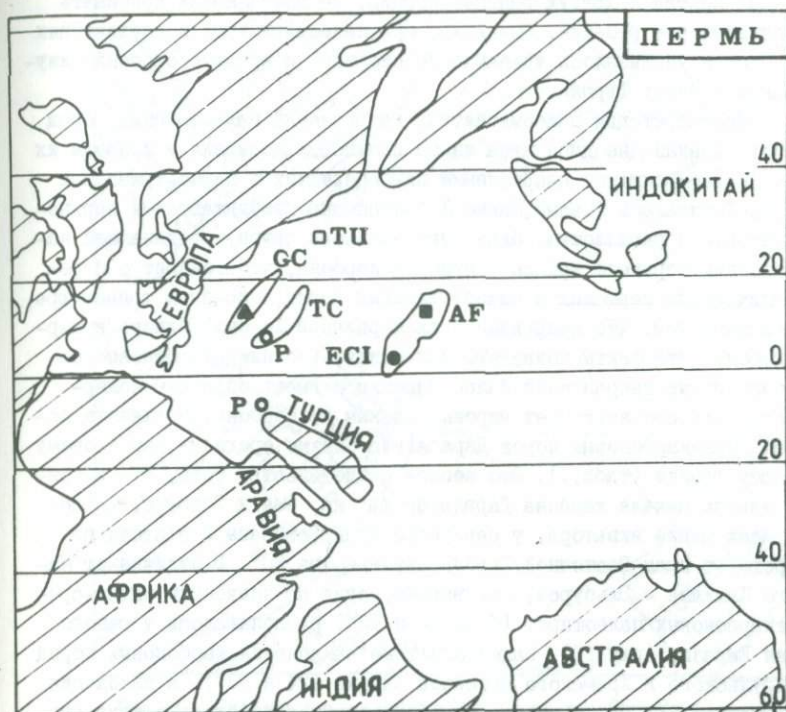 ПЕРМЬ
40
ИНДОКИТАЙ
ЕВРОПА
TU
GC
20
TC
AF
P
ECI
0
P
ТУРЦИЯ
20
АРАВИЯ
40
АФРИКА
АВСТРАЛИЯ
ИНДИЯ
60